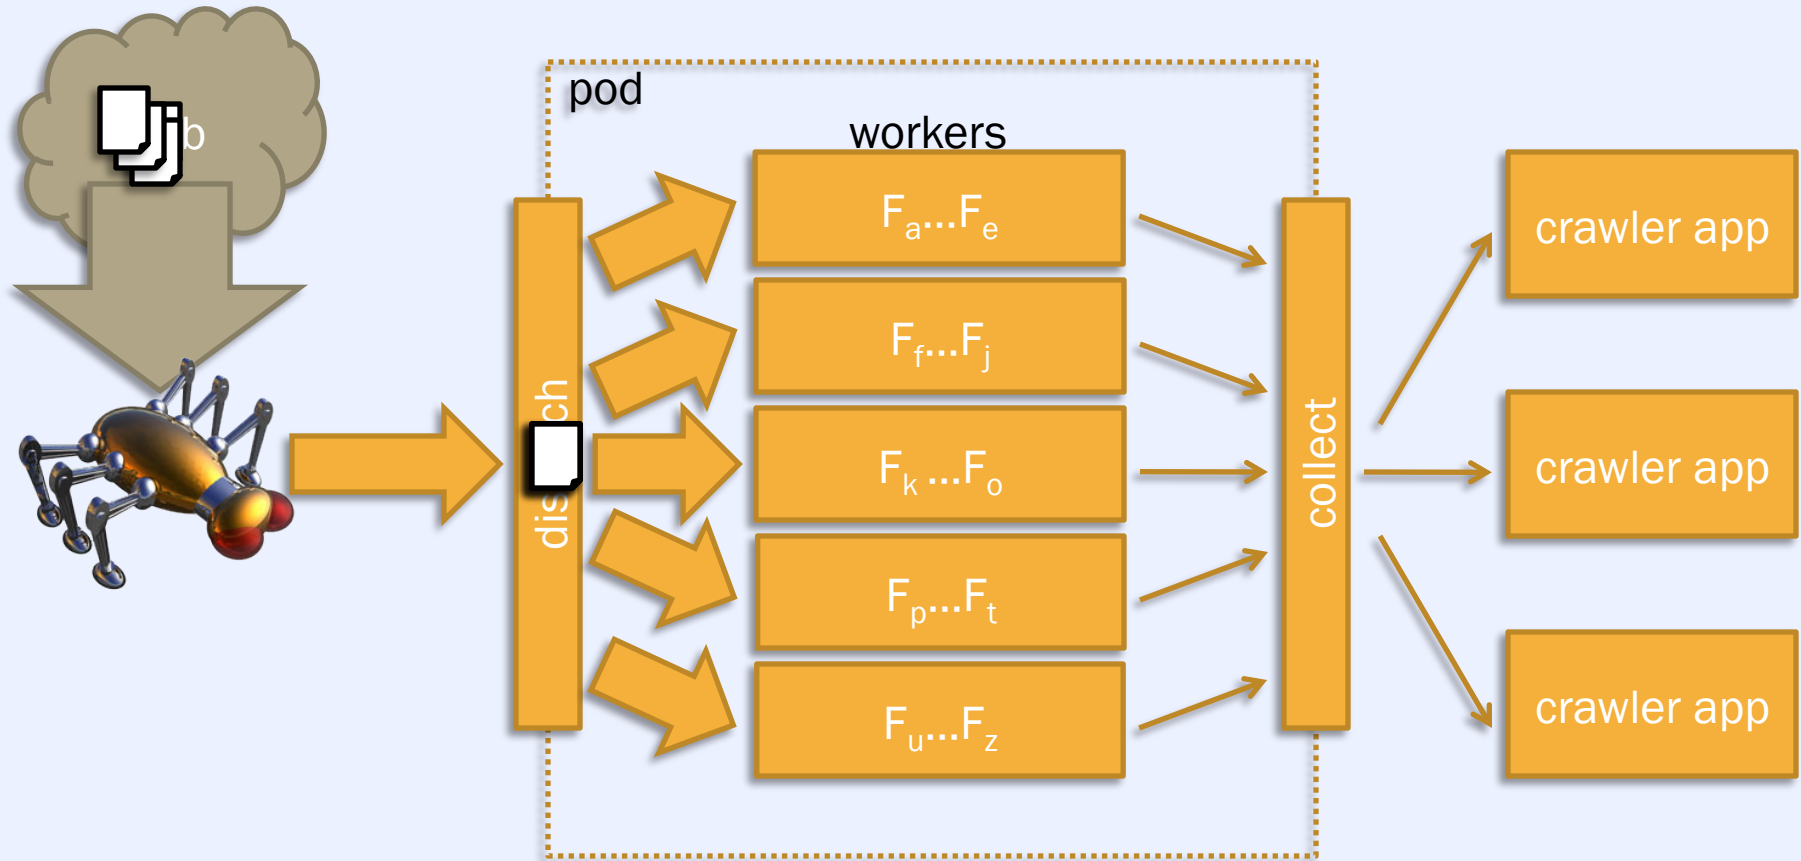 pod
workers
Fa...Fe
Ff...Fj
Fk ...Fo
Fp...Ft
Fu...Fz
collect
crawler app
crawler app
crawler app